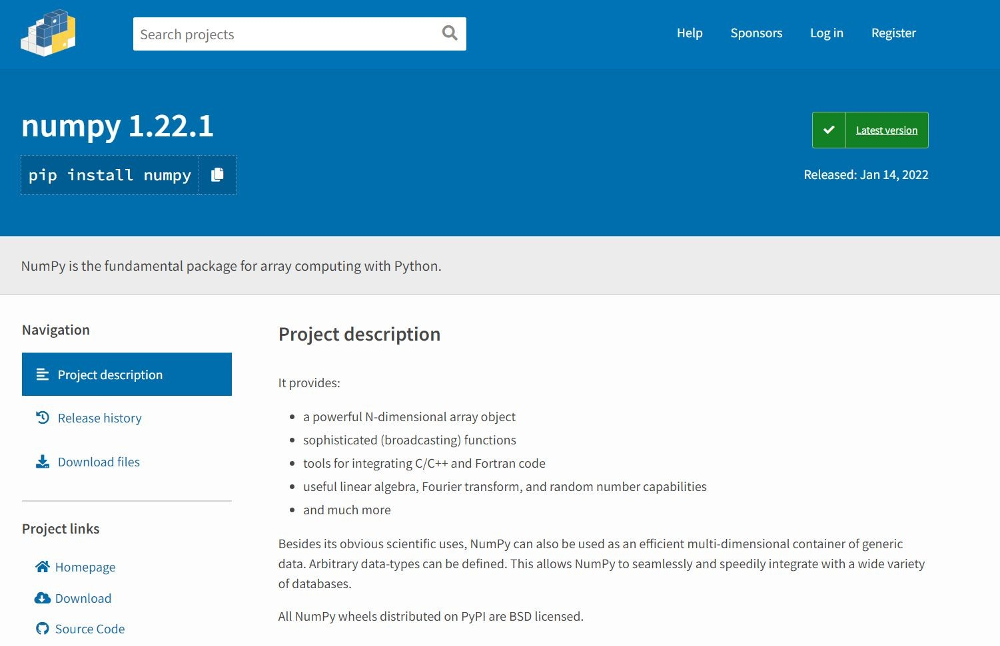 Search projects
Help
Sponsors
Log in
Register
numpy 1.22.1
pip install numpy
Latest version
Released: Jan 14, 2022
NumPy is the fundamental package for array computing with Python.
Navigation
Project description
Release history
Download files
Project links
Homepage
Download
Source Code
Project description
It provides:
a powerful N-dimensional array object
sophisticated (broadcasting) functions
tools for integrating C/C++ and Fortran code
useful linear algebra, Fourier transform, and random number capabilities
and much more
Besides its obvious scientific uses, NumPy can also be used as an efficient multi-dimensional container of generic
data. Arbitrary data-types can be defined. This allows NumPy to seamlessly and speedily integrate with a wide variety
of databases.
All NumPy wheels distributed on PyPI are BSD licensed.